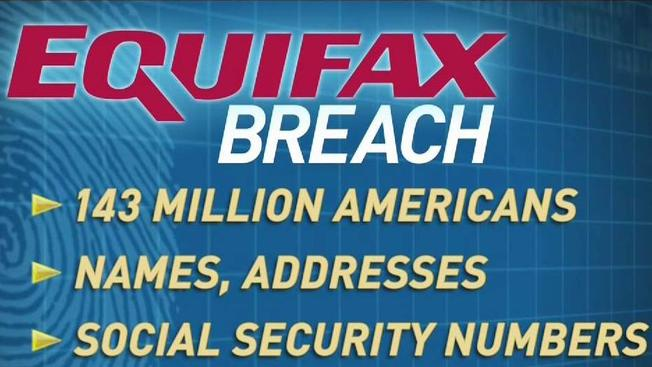 EQUIFAX
BREACH
143 MILLION AMERICANS
NAMES, ADDRESSES
SOCIAL SECURITY NUMBERS